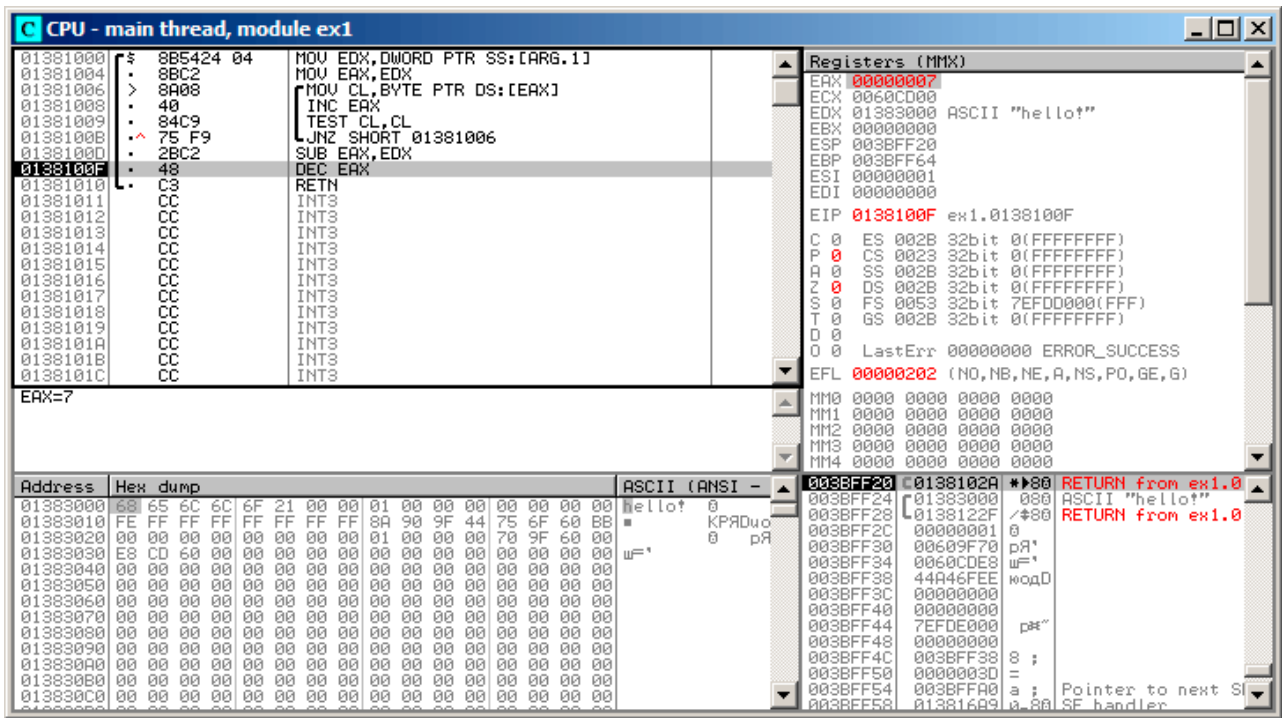 C CPU - main thread, module ex1
01381000 $ 8B5424 04 MOV EDX,DWORD PTR SS:[ARG.1]
01381004 · 8BC2 MOV EAX,EDX
01381006 > 8A08 MOV CL,BYTE PTR DS:[EAX]
01381008 · 40 INC EAX
01381009 · 84C9 TEST CL,CL
0138100B ·^ 75 F9 JNZ SHORT 01381006
0138100D · 2BC2 SUB EAX,EDX
0138100F · 48 DEC EAX
01381010 · C3 RETN
01381011 CC INT3
01381012 CC INT3
01381013 CC INT3
01381014 CC INT3
01381015 CC INT3
01381016 CC INT3
01381017 CC INT3
01381018 CC INT3
01381019 CC INT3
0138101A CC INT3
0138101B CC INT3
0138101C CC INT3
EAX=7
Registers (MMX)
EAX 00000007
ECX 0060CD00
EDX 01383000 ASCII "hello!"
EBX 00000000
ESP 003BFF20
EBP 003BFF64
ESI 00000001
EDI 00000000
EIP 0138100F ex1.0138100F
C 0 ES 002B 32bit 0(FFFFFFFF)
P 0 CS 0023 32bit 0(FFFFFFFF)
A 0 SS 002B 32bit 0(FFFFFFFF)
Z 0 DS 002B 32bit 0(FFFFFFFF)
S 0 FS 0053 32bit 7EFDD000(FFF)
T 0 GS 002B 32bit 0(FFFFFFFF)
D 0
O 0 LastErr 00000000 ERROR_SUCCESS
EFL 00000202 (NO,NB,NE,A,NS,PO,GE,G)
MM0 0000 0000 0000 0000
MM1 0000 0000 0000 0000
MM2 0000 0000 0000 0000
MM3 0000 0000 0000 0000
MM4 0000 0000 0000 0000
Address Hex dump ASCII (ANSI -
01383000 68 65 6C 6C 6F 21 00 00 01 00 00 00 00 00 00 00 hello! 0
01383010 FE FF FF FF FF FF FF FF 8A 90 9F 44 75 6F 60 BB ■ КРЯDuo
01383020 00 00 00 00 00 00 00 00 01 00 00 00 70 9F 60 00 0 pЯ
01383030 E8 CD 60 00 00 00 00 00 00 00 00 00 00 00 00 00 ш='
01383040 00 00 00 00 00 00 00 00 00 00 00 00 00 00 00 00
01383050 00 00 00 00 00 00 00 00 00 00 00 00 00 00 00 00
01383060 00 00 00 00 00 00 00 00 00 00 00 00 00 00 00 00
01383070 00 00 00 00 00 00 00 00 00 00 00 00 00 00 00 00
01383080 00 00 00 00 00 00 00 00 00 00 00 00 00 00 00 00
01383090 00 00 00 00 00 00 00 00 00 00 00 00 00 00 00 00
013830A0 00 00 00 00 00 00 00 00 00 00 00 00 00 00 00 00
013830B0 00 00 00 00 00 00 00 00 00 00 00 00 00 00 00 00
013830C0 00 00 00 00 00 00 00 00 00 00 00 00 00 00 00 00
003BFF20 0138102A RETURN from ex1.0
003BFF24 01383000 ASCII "hello!"
003BFF28 0138122F RETURN from ex1.0
003BFF2C 00000001 0
003BFF30 00609F70 pЯ'
003BFF34 0060CDE8 ш='
003BFF38 44A46FEE юодD
003BFF3C 00000000
003BFF40 00000000
003BFF44 7EFDE000
003BFF48 00000000
003BFF4C 003BFF38 8 ;
003BFF50 0000003D =
003BFF54 003BFFA0 а ; Pointer to next S
003BFF58 013816A9 SE handler